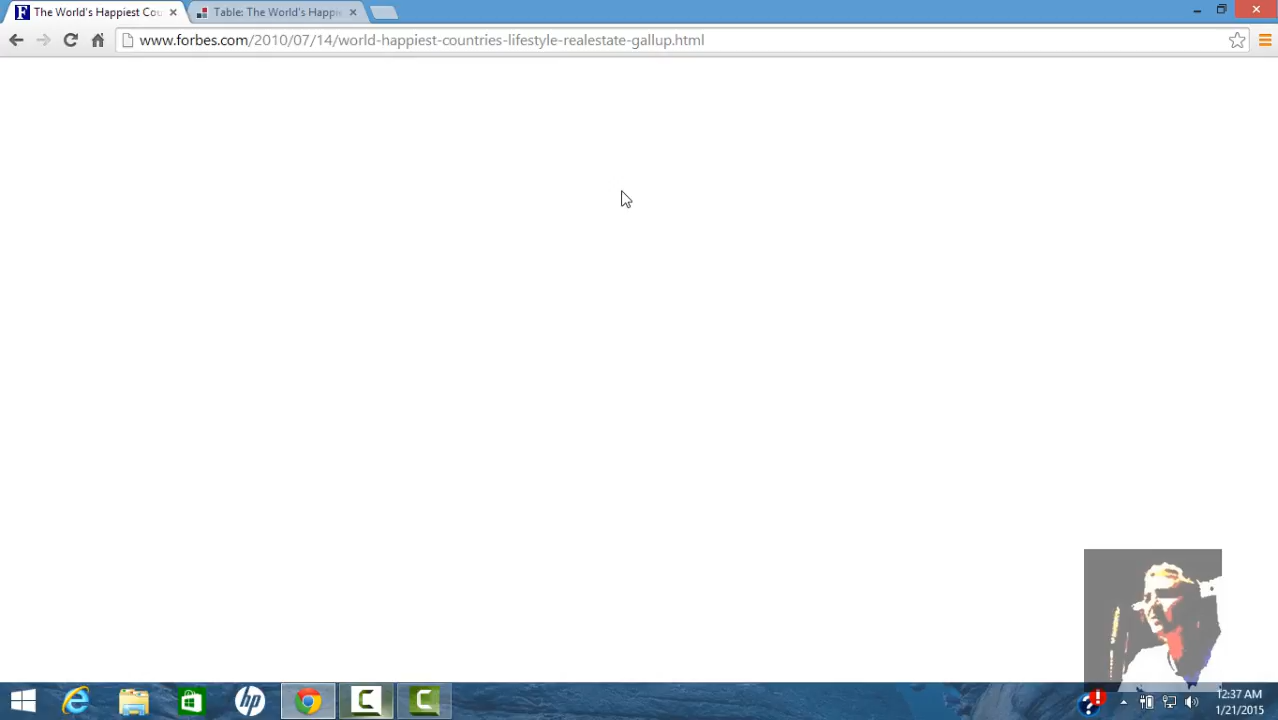 The World's Happiest Cou
Table: The World's Happi
www.forbes.com/2010/07/14/world-happiest-countries-lifestyle-realestate-gallup.html
12:37 AM
1/21/2015